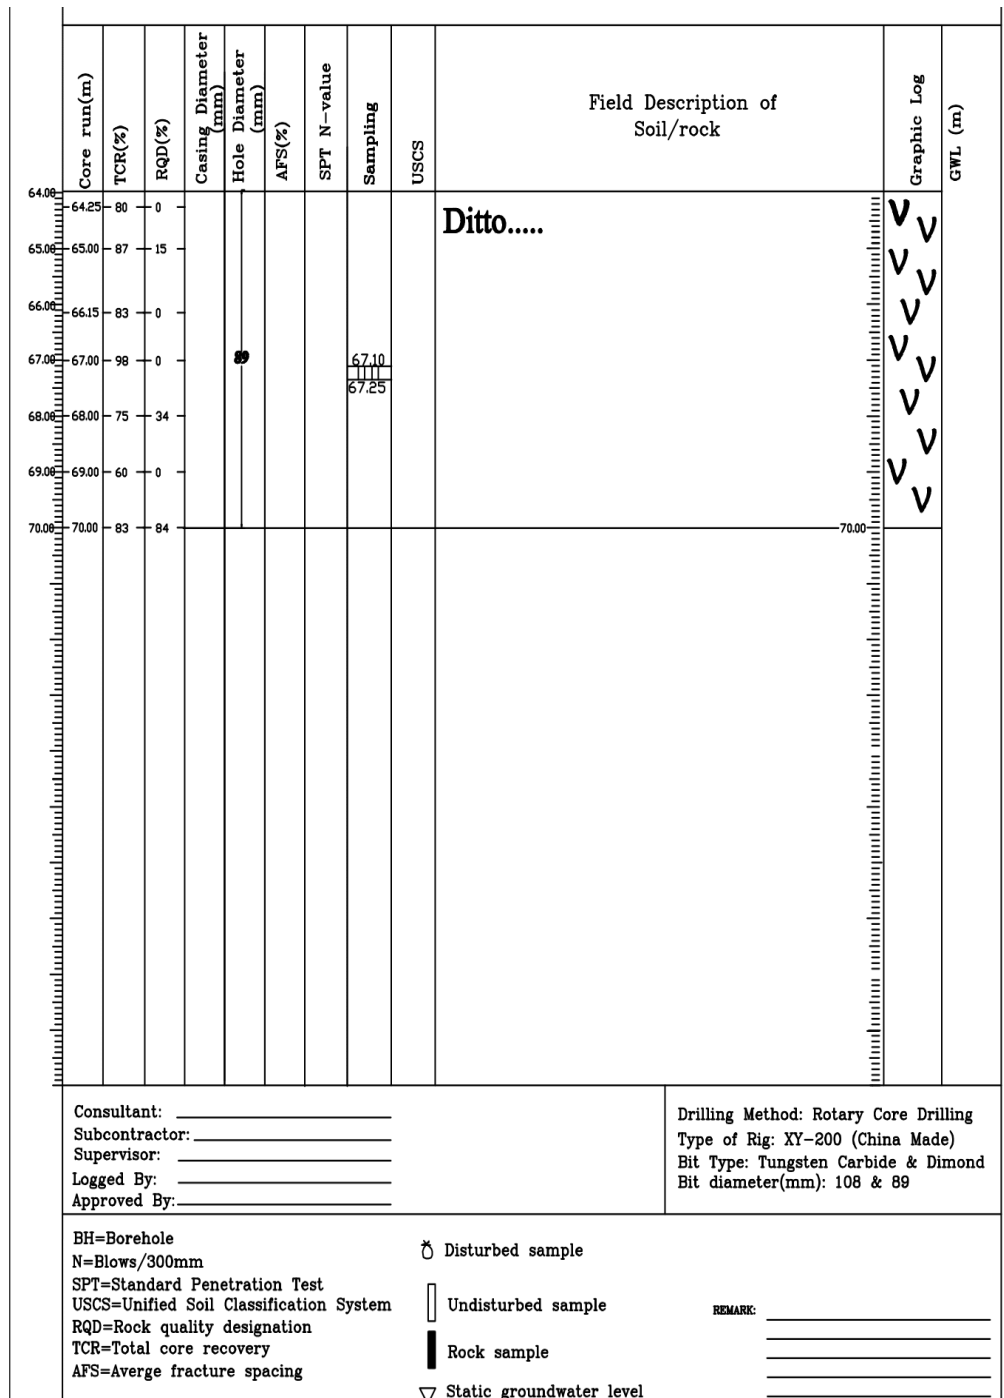 Core run(m)
TCR(%)
RQD(%)
Casing Diameter
(mm)
Hole Diameter
(mm)
AFS(%)
SPT N-value
Sampling
USCS
Field Description of
Soil/rock
Graphic Log
GWL (m)
64.00
64.25 80 0
Ditto.....
65.00 65.00 87 15
66.00
66.15 83 0
67.00 67.00 98 0 89 67.10
67.25
68.00 68.00 75 34
69.00 69.00 60 0
70.00 70.00 83 84 70.00
Consultant:
Subcontractor:
Supervisor:
Logged By:
Approved By:
Drilling Method: Rotary Core Drilling
Type of Rig: XY-200 (China Made)
Bit Type: Tungsten Carbide & Dimond
Bit diameter(mm): 108 & 89
BH=Borehole
N=Blows/300mm
SPT=Standard Penetration Test
USCS=Unified Soil Classification System
RQD=Rock quality designation
TCR=Total core recovery
AFS=Averge fracture spacing
Disturbed sample
Undisturbed sample
Rock sample
Static groundwater level
REMARK: